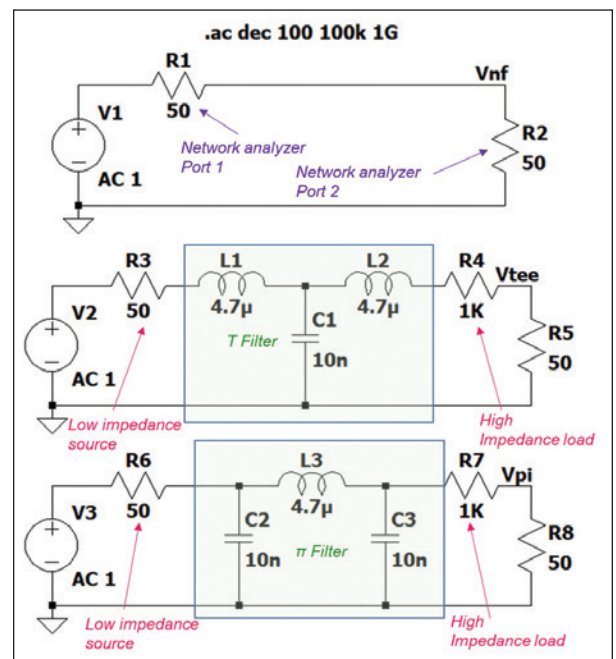 .ac dec 100 100k 1G
R1
50
Vnf
V1
AC 1
R2
50
Network analyzer
Port 1
Network analyzer
Port 2
R3
50
L1
4.7µ
L2
4.7µ
R4
1K
Vtee
V2
AC 1
C1
10n
T Filter
R5
50
Low impedance
source
High
Impedance load
R6
50
L3
4.7µ
R7
1K
Vpi
V3
AC 1
C2
10n
C3
10n
π Filter
R8
50
Low impedance
source
High
Impedance load